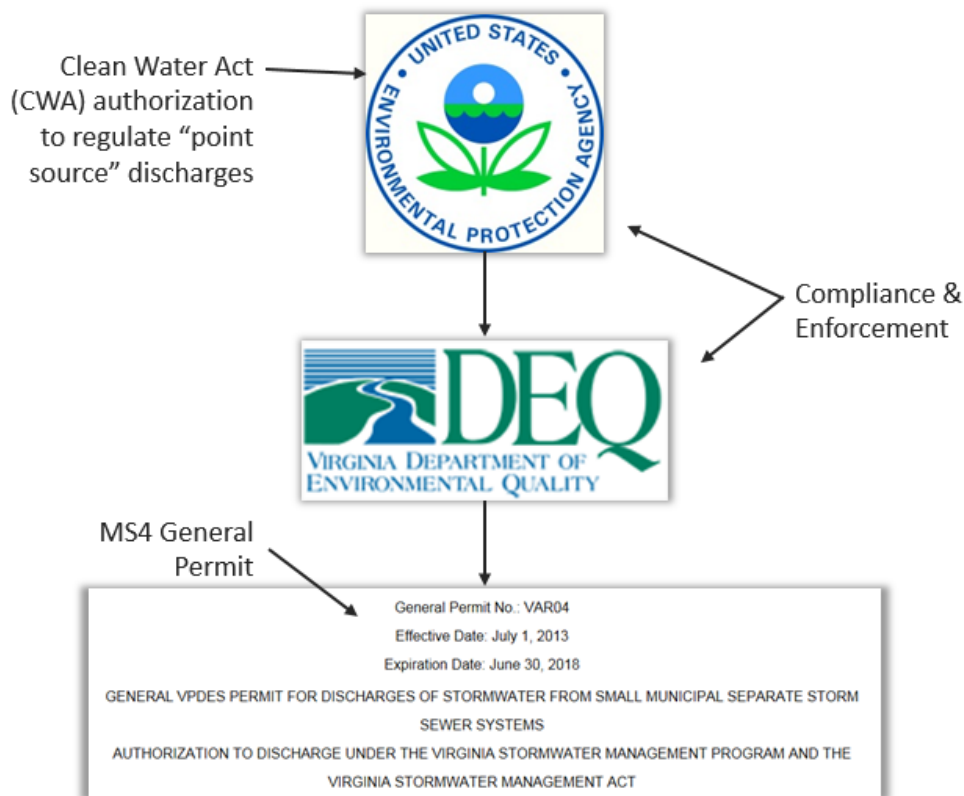 Clean Water Act
(CWA) authorization
to regulate “point
source” discharges
UNITED STATES
ENVIRONMENTAL PROTECTION AGENCY
Compliance &
Enforcement
DEQ
VIRGINIA DEPARTMENT OF
ENVIRONMENTAL QUALITY
MS4 General
Permit
General Permit No.: VAR04
Effective Date: July 1, 2013
Expiration Date: June 30, 2018
GENERAL VPDES PERMIT FOR DISCHARGES OF STORMWATER FROM SMALL MUNICIPAL SEPARATE STORM
SEWER SYSTEMS
AUTHORIZATION TO DISCHARGE UNDER THE VIRGINIA STORMWATER MANAGEMENT PROGRAM AND THE
VIRGINIA STORMWATER MANAGEMENT ACT